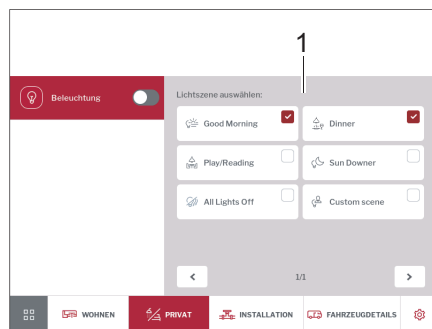 1
Beleuchtung
Lichtszene auswählen:
Good Morning
Dinner
Play/Reading
Sun Downer
All Lights Off
Custom scene
1/1
WOHNEN
PRIVAT
INSTALLATION
FAHRZEUGDETAILS